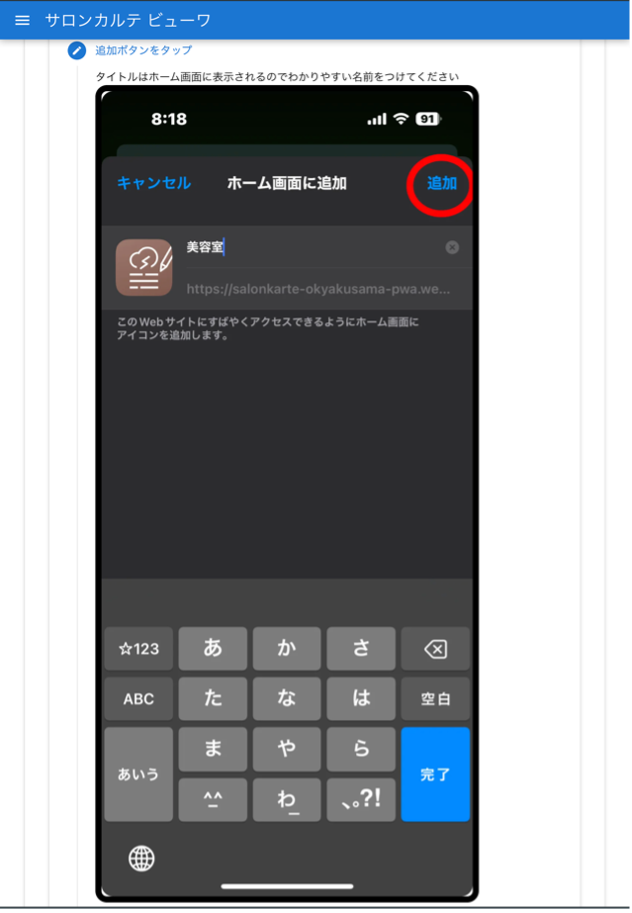 サロンカルテ ビューワ
追加ボタンをタップ
タイトルはホーム画面に表示されるのでわかりやすい名前をつけてください
8:18
91
キャンセル
ホーム画面に追加
追加
美容室
https://salonkarte-okyakusama-pwa.we...
このWebサイトにすばやくアクセスできるようにホーム画面に
アイコンを追加します。
☆123 あ か さ
ABC た な は 空白
あいう ま や ら 完了
^_^ わ_ 、。?!